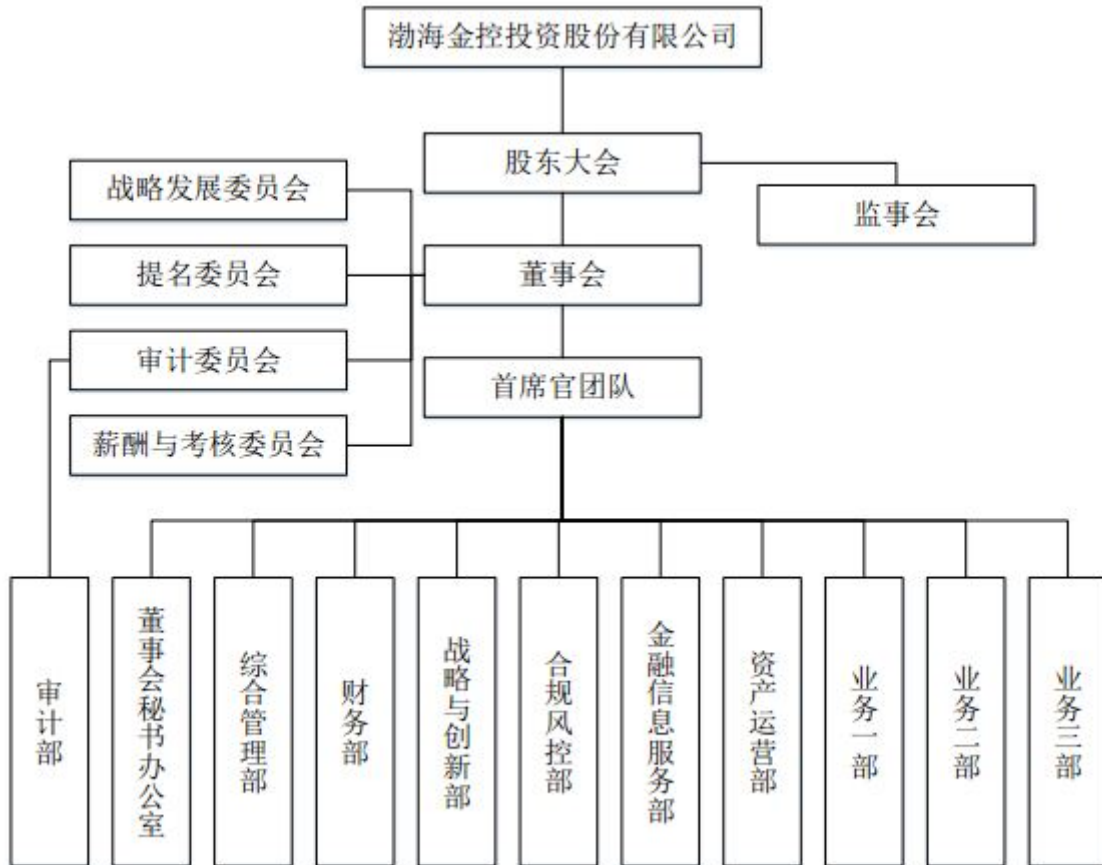 渤海金控投资股份有限公司
股东大会
战略发展委员会
监事会
提名委员会
董事会
审计委员会
首席官团队
薪酬与考核委员会
审计部
董事会秘书办公室
综合管理部
财务部
战略与创新部
合规风控部
金融信息服务部
资产运营部
业务一部
业务二部
业务三部